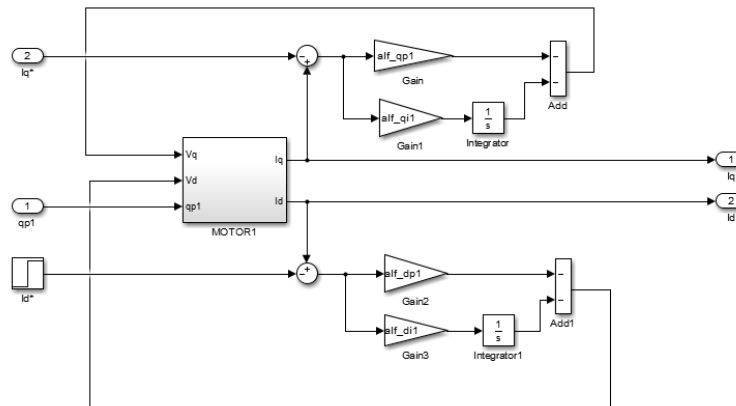 2
Iq*
alf_qp1
Gain
Add
alf_qi1
Gain1
1
s
Integrator
Vq
Vd
qp1
Iq
Id
MOTOR1
1
Iq
2
Id
1
qp1
Id*
alf_dp1
Gain2
Add1
alf_di1
Gain3
1
s
Integrator1